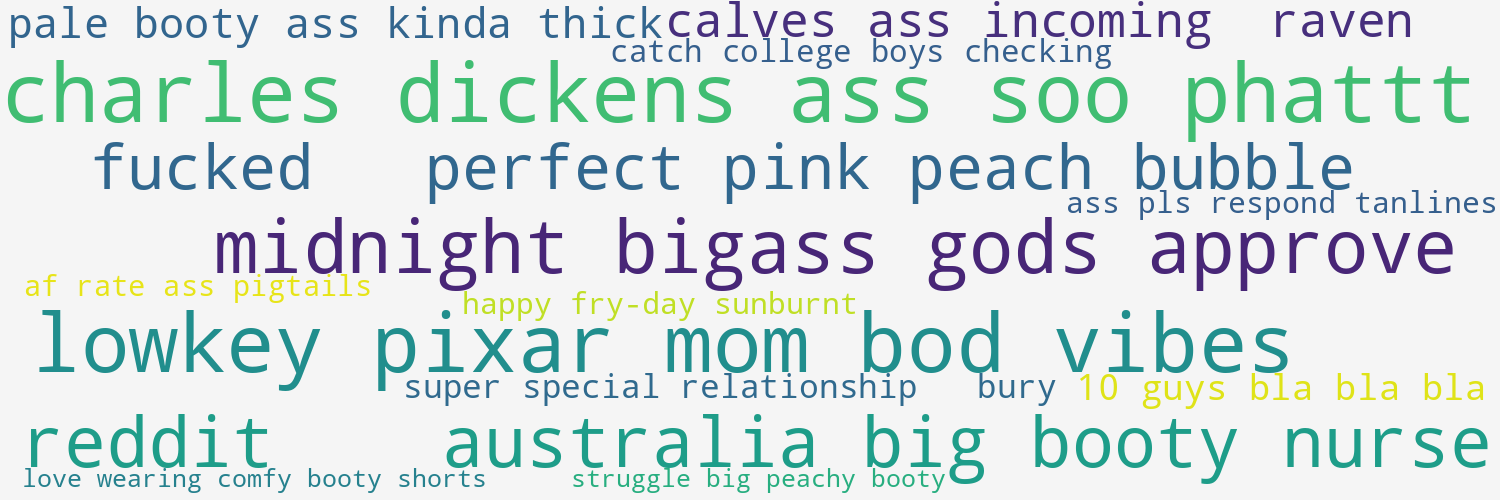 pale booty ass kinda thick
calves ass incoming raven
catch college boys checking
charles dickens ass soo phattt
fucked perfect pink peach bubble
ass pls respond tanlines
midnight bigass gods approve
af rate ass pigtails
happy fry-day sunburnt
lowkey pixar mom bod vibes
super special relationship bury
10 guys bla bla bla
reddit australia big booty nurse
love wearing comfy booty shorts
struggle big peachy booty